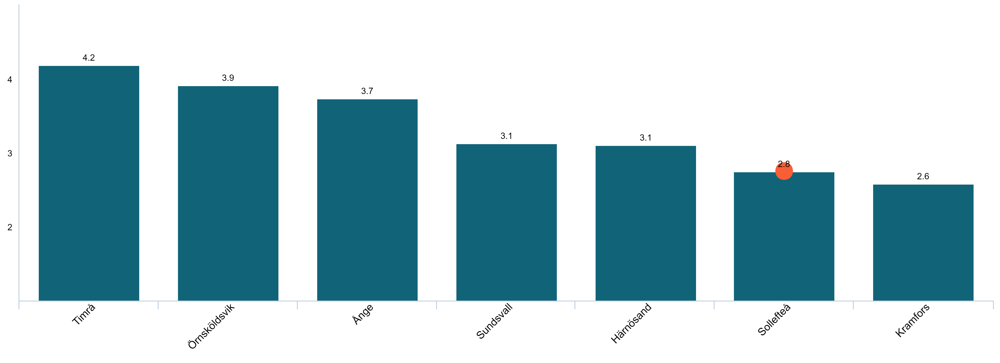 4.2
3.9
3.7
3.1
3.1
2.8
2.6
4
3
2
Timrå
Örnsköldsvik
Ånge
Sundsvall
Härnösand
Sollefteå
Kramfors